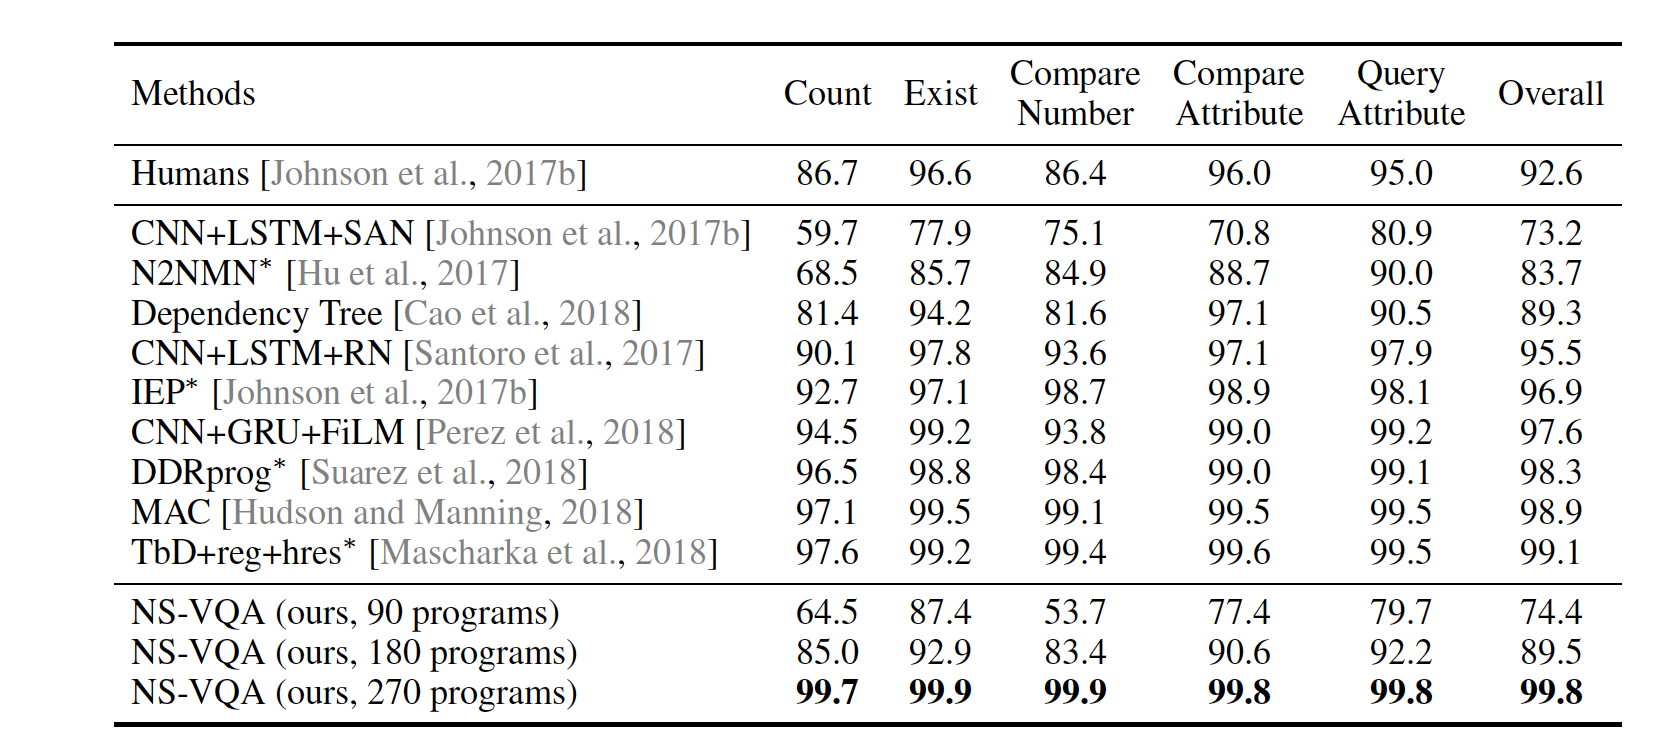 Methods Count Exist Compare Number Compare Attribute Query Attribute Overall
Humans [Johnson et al., 2017b] 86.7 96.6 86.4 96.0 95.0 92.6
CNN+LSTM+SAN [Johnson et al., 2017b] 59.7 77.9 75.1 70.8 80.9 73.2
N2NMN* [Hu et al., 2017] 68.5 85.7 84.9 88.7 90.0 83.7
Dependency Tree [Cao et al., 2018] 81.4 94.2 81.6 97.1 90.5 89.3
CNN+LSTM+RN [Santoro et al., 2017] 90.1 97.8 93.6 97.1 97.9 95.5
IEP* [Johnson et al., 2017b] 92.7 97.1 98.7 98.9 98.1 96.9
CNN+GRU+FiLM [Perez et al., 2018] 94.5 99.2 93.8 99.0 99.2 97.6
DDRprog* [Suarez et al., 2018] 96.5 98.8 98.4 99.0 99.1 98.3
MAC [Hudson and Manning, 2018] 97.1 99.5 99.1 99.5 99.5 98.9
TbD+reg+hres* [Mascharka et al., 2018] 97.6 99.2 99.4 99.6 99.5 99.1
NS-VQA (ours, 90 programs) 64.5 87.4 53.7 77.4 79.7 74.4
NS-VQA (ours, 180 programs) 85.0 92.9 83.4 90.6 92.2 89.5
NS-VQA (ours, 270 programs) 99.7 99.9 99.9 99.8 99.8 99.8